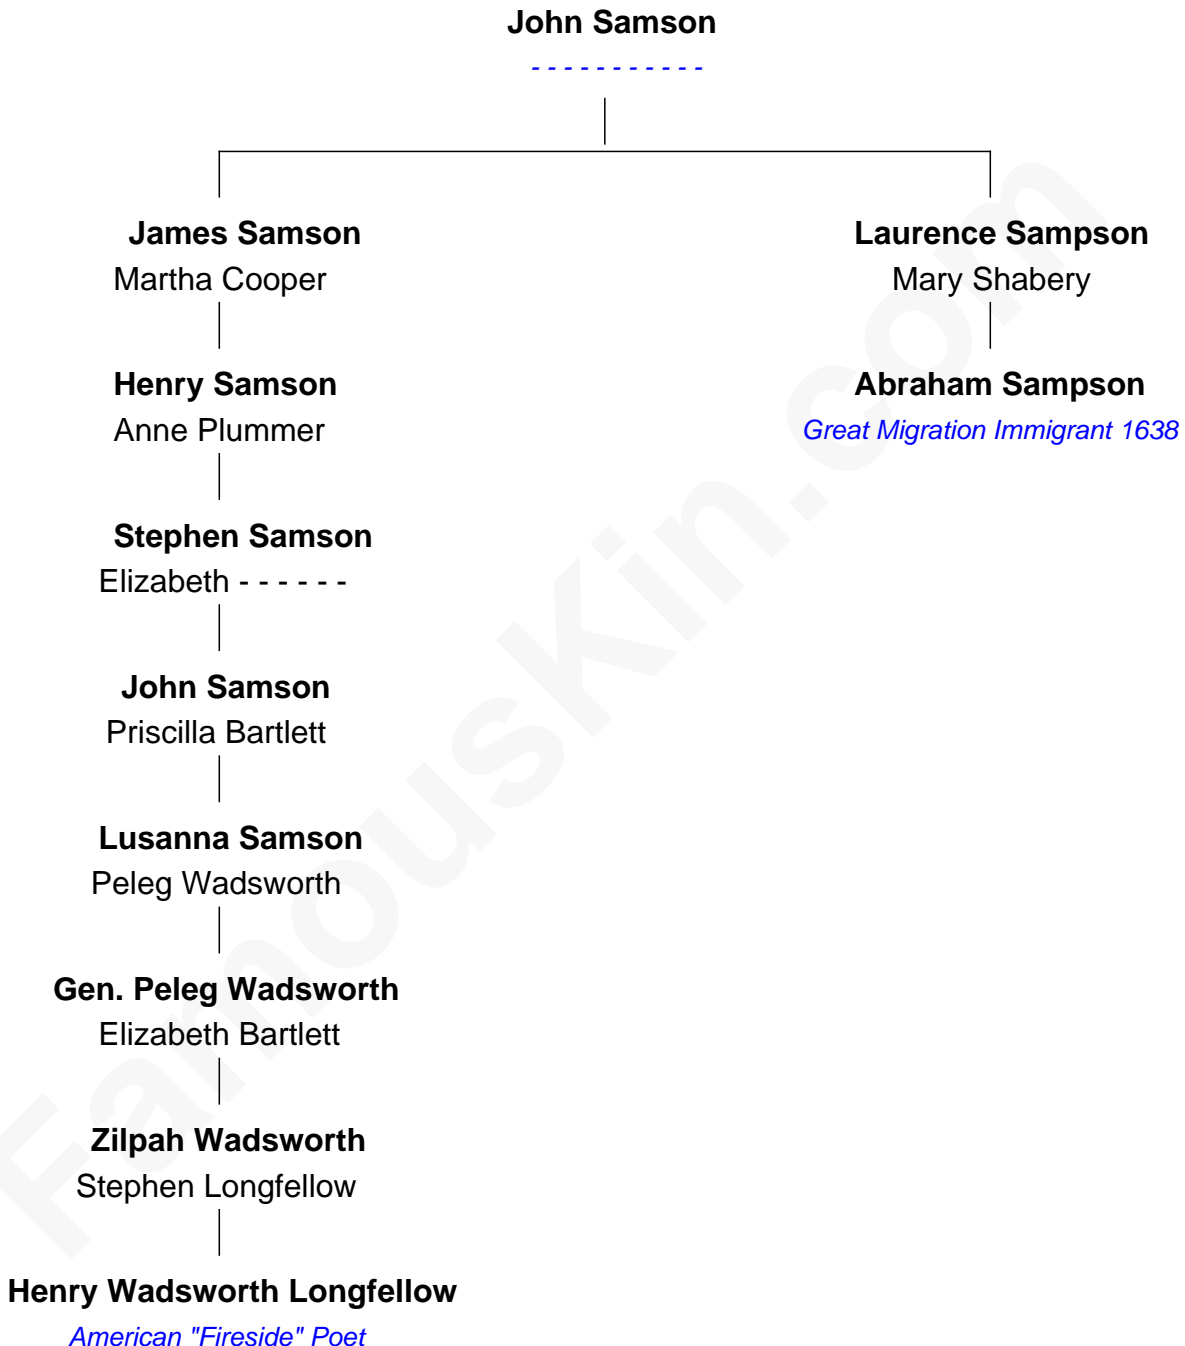 John Samson
- - - - - - - - - - -
James Samson
Martha Cooper
Laurence Sampson
Mary Shabery
Henry Samson
Anne Plummer
Abraham Sampson
Great Migration Immigrant 1638
Stephen Samson
Elizabeth - - - - - -
John Samson
Priscilla Bartlett
Lusanna Samson
Peleg Wadsworth
Gen. Peleg Wadsworth
Elizabeth Bartlett
Zilpah Wadsworth
Stephen Longfellow
Henry Wadsworth Longfellow
American "Fireside" Poet
FamousKin.com